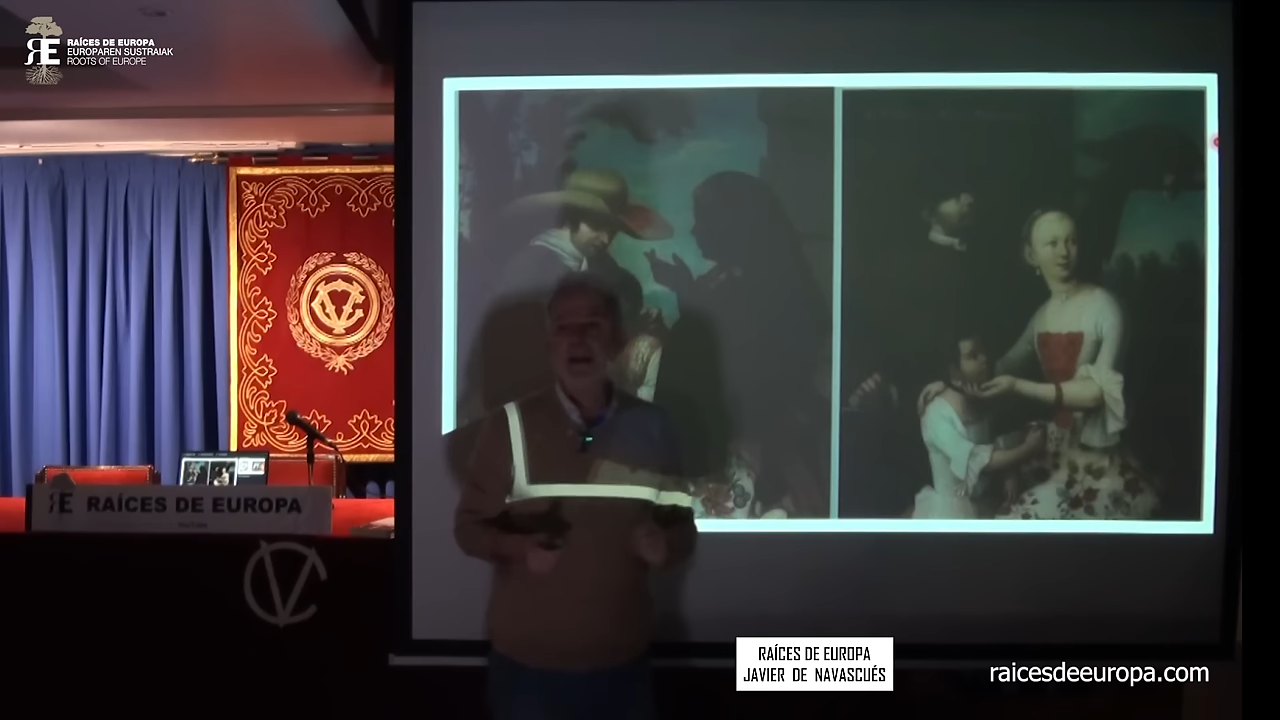 RAÍCES DE EUROPA
EUROPAREN SUSTRAIAK
ROOTS OF EUROPE
RAÍCES DE EUROPA
RAÍCES DE EUROPA
JAVIER DE NAVASCUÉS
raicesdeeuropa.com